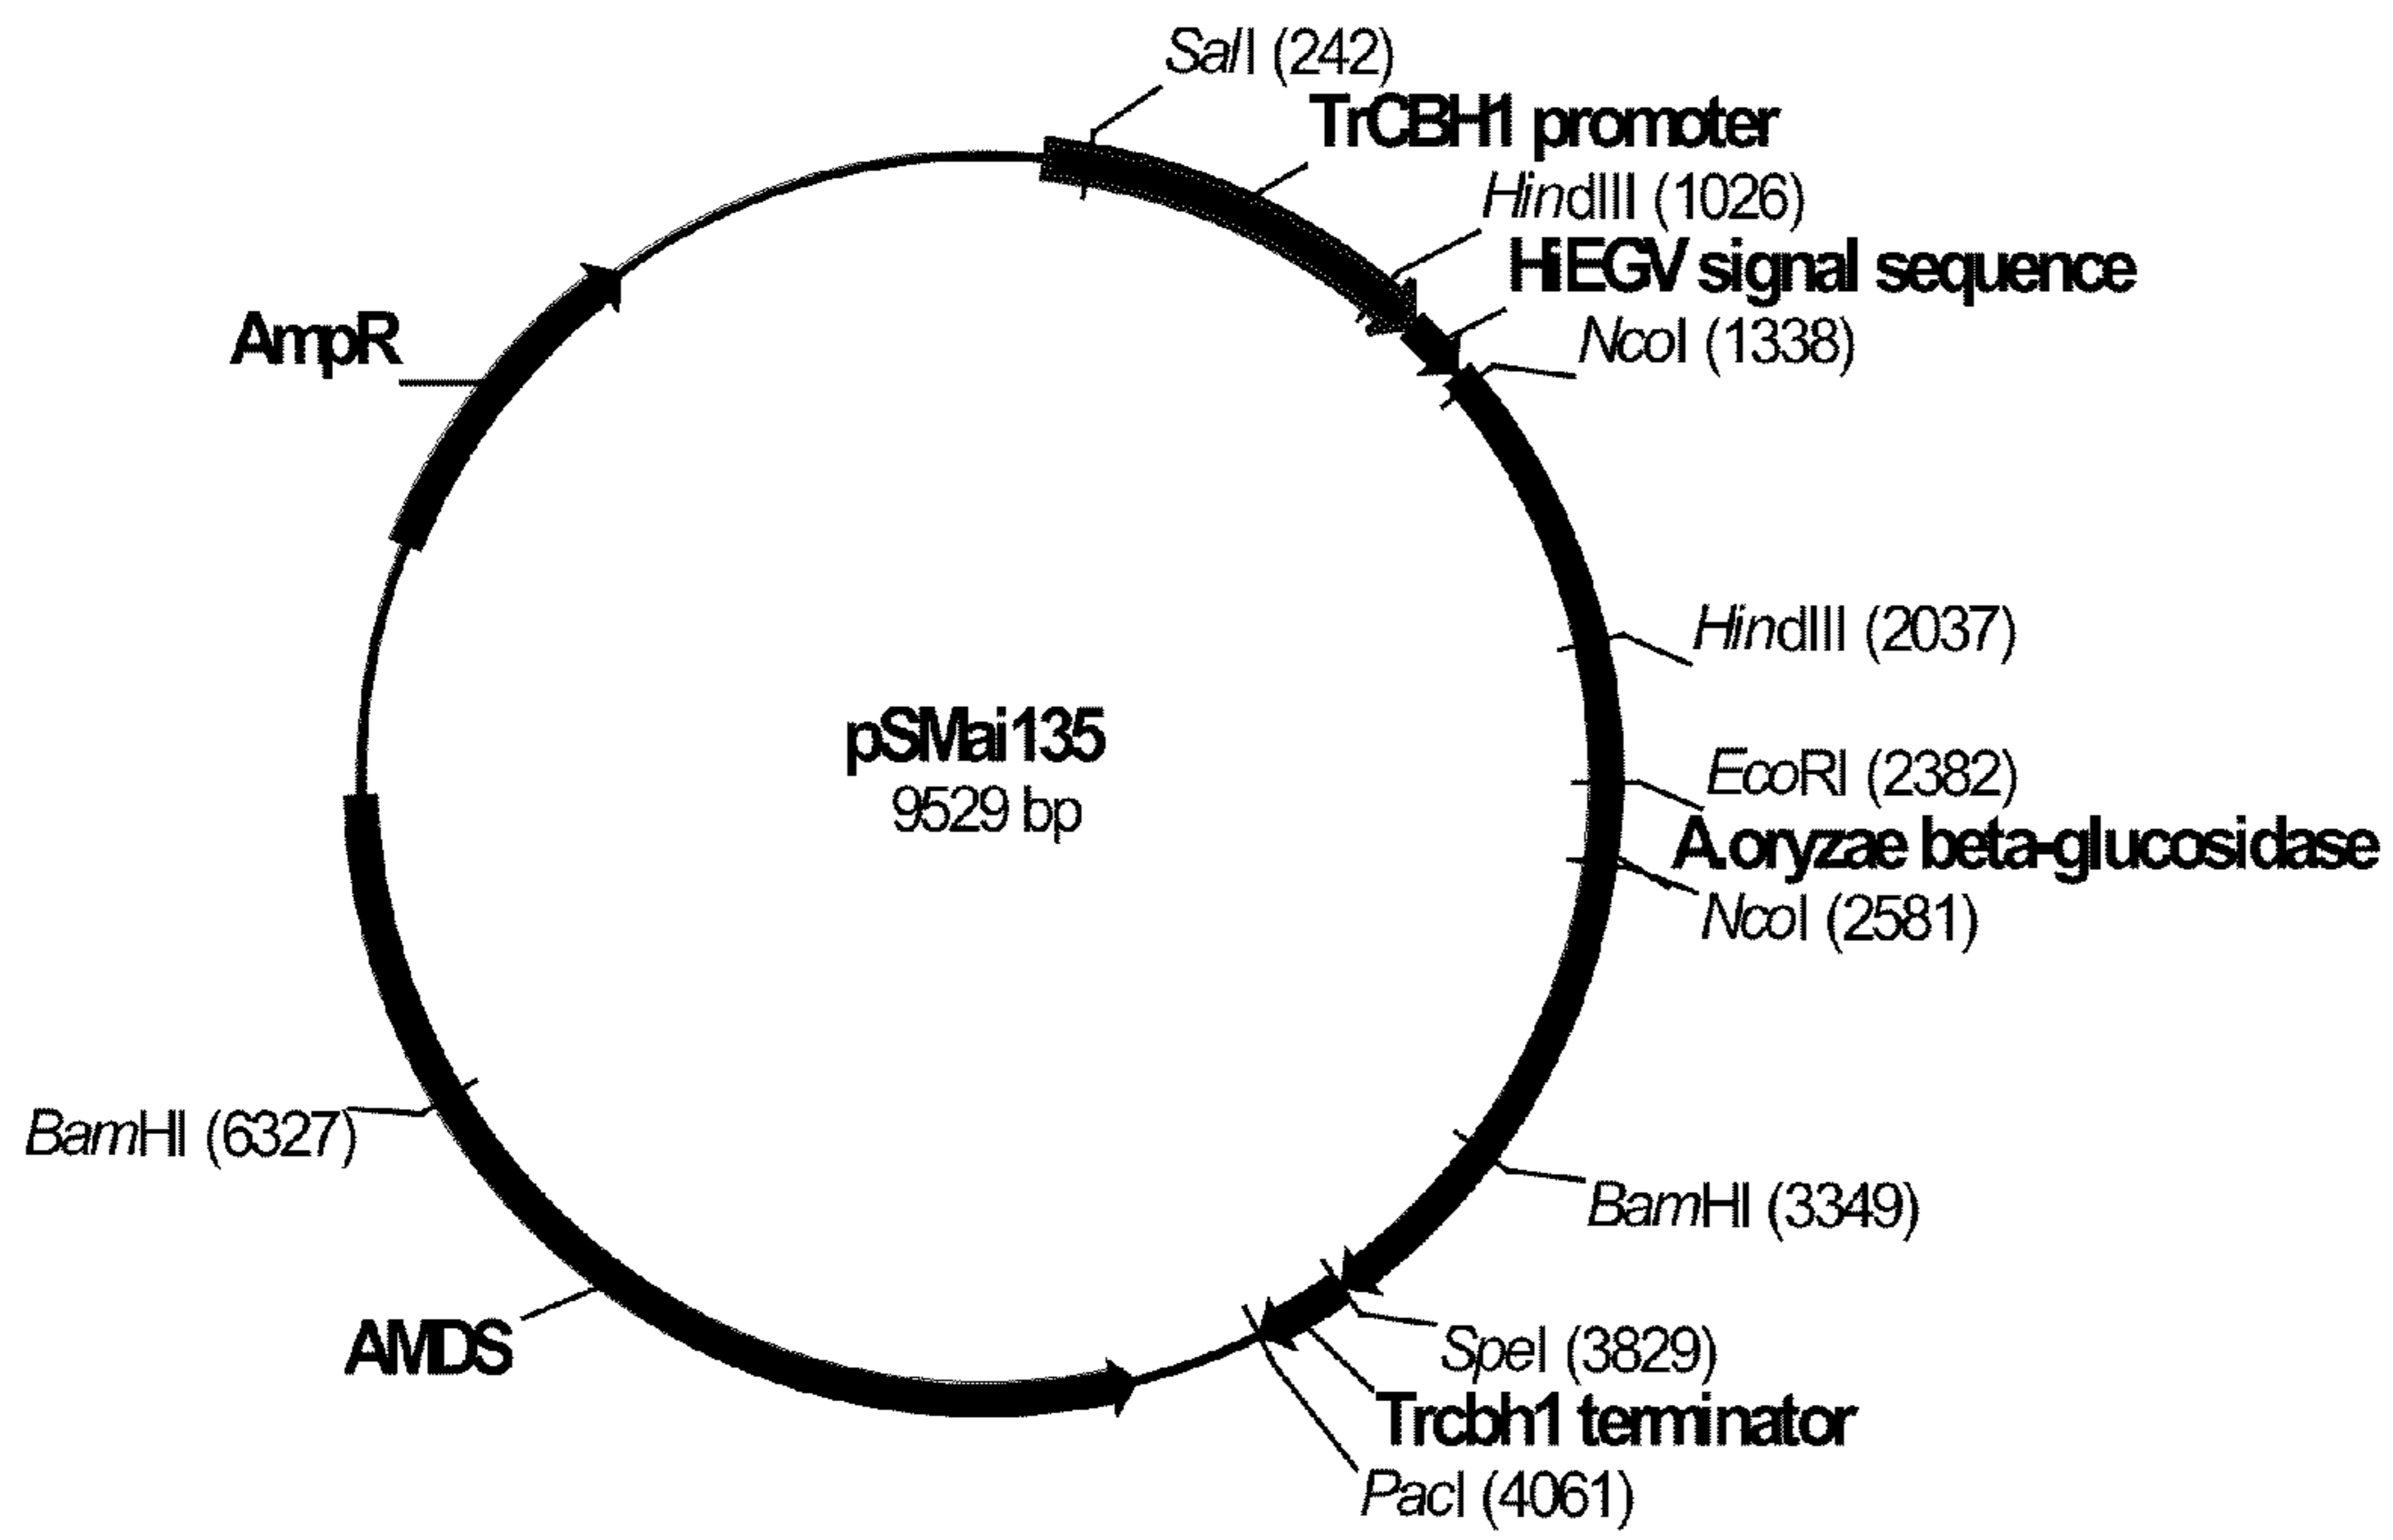 SalI (242)
TrCBH1 promoter
HindIII (1026)
HiEGV signal sequence
NcoI (1338)
AmpR
HindIII (2037)
pSMai135
9529 bp
EcoRI (2382)
A.oryzae beta-glucosidase
NcoI (2581)
BamHI (6327)
BamHI (3349)
AMDS
SpeI (3829)
Trcbh1 terminator
PacI (4061)